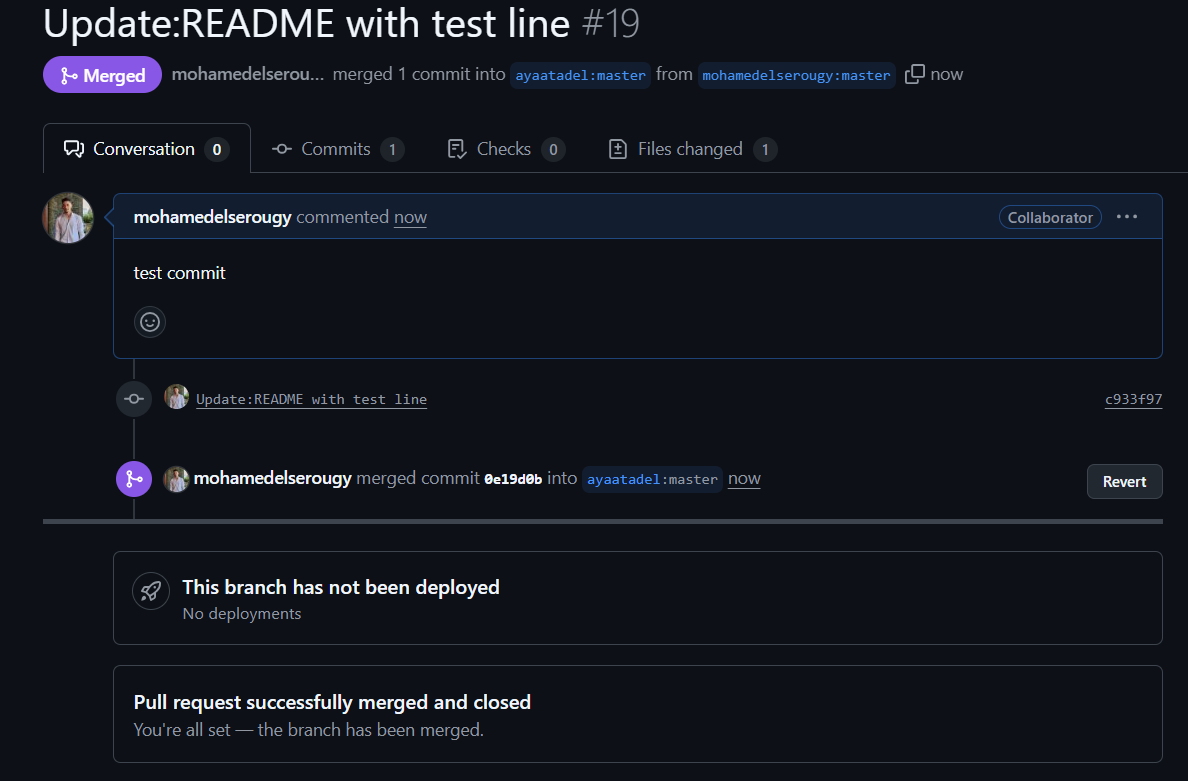 Update:README with test line #19
Merged mohamedelserou... merged 1 commit into ayaatadel:master from mohamedelserougy:master now
Conversation 0 Commits 1 Checks 0 Files changed 1
mohamedelserougy commented now Collaborator
test commit
Update:README with test line c933f97
mohamedelserougy merged commit 0e19d0b into ayaatadel:master now Revert
This branch has not been deployed
No deployments
Pull request successfully merged and closed
You're all set — the branch has been merged.